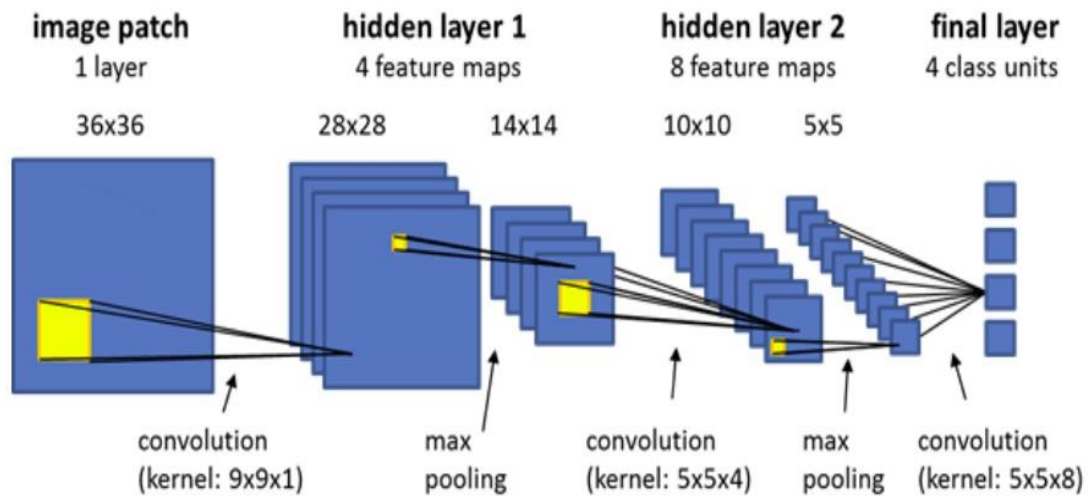 image patch
1 layer
36x36
hidden layer 1
4 feature maps
28x28
14x14
hidden layer 2
8 feature maps
10x10
5x5
final layer
4 class units
convolution
(kernel: 9x9x1)
max
pooling
convolution
(kernel: 5x5x4)
max
pooling
convolution
(kernel: 5x5x8)